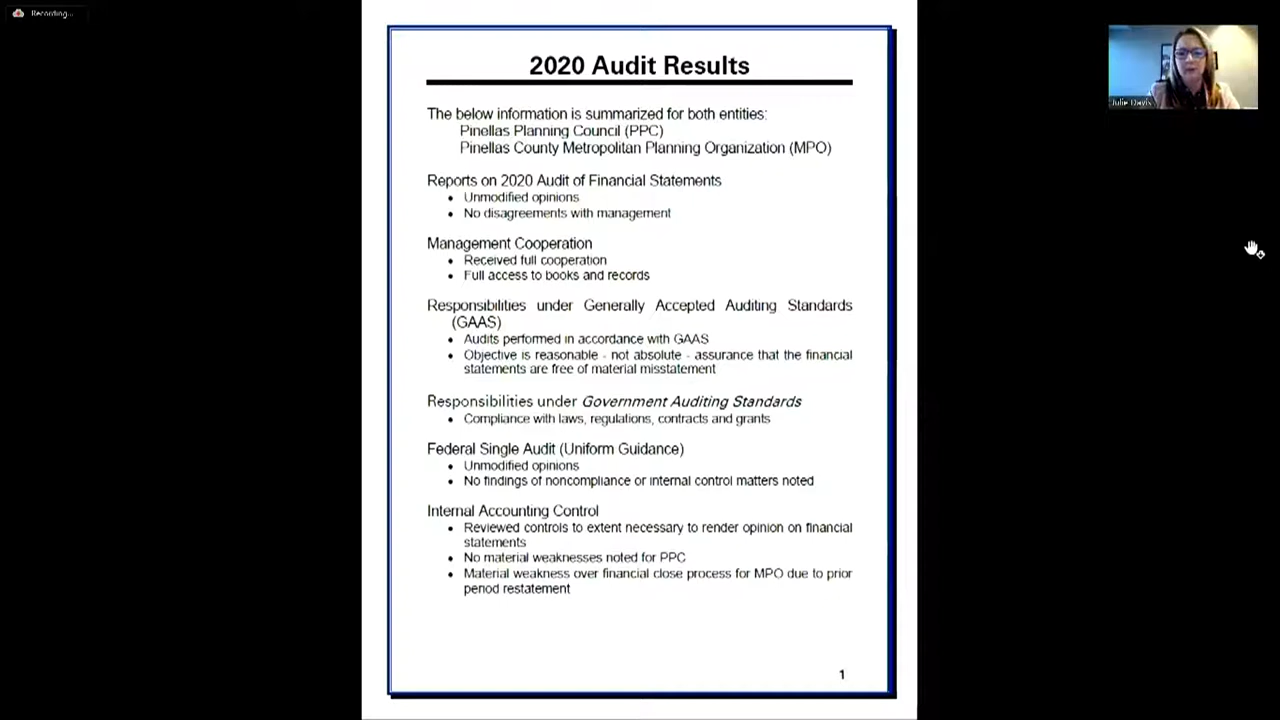 Recording...
2020 Audit Results
Julie Davis
The below information is summarized for both entities:
Pinellas Planning Council (PPC)
Pinellas County Metropolitan Planning Organization (MPO)
Reports on 2020 Audit of Financial Statements
• Unmodified opinions
• No disagreements with management
Management Cooperation
• Received full cooperation
• Full access to books and records
Responsibilities under Generally Accepted Auditing Standards
(GAAS)
• Audits performed in accordance with GAAS
• Objective is reasonable - not absolute - assurance that the financial
statements are free of material misstatement
Responsibilities under Government Auditing Standards
• Compliance with laws, regulations, contracts and grants
Federal Single Audit (Uniform Guidance)
• Unmodified opinions
• No findings of noncompliance or internal control matters noted
Internal Accounting Control
• Reviewed controls to extent necessary to render opinion on financial
statements
• No material weaknesses noted for PPC
• Material weakness over financial close process for MPO due to prior
period restatement
1